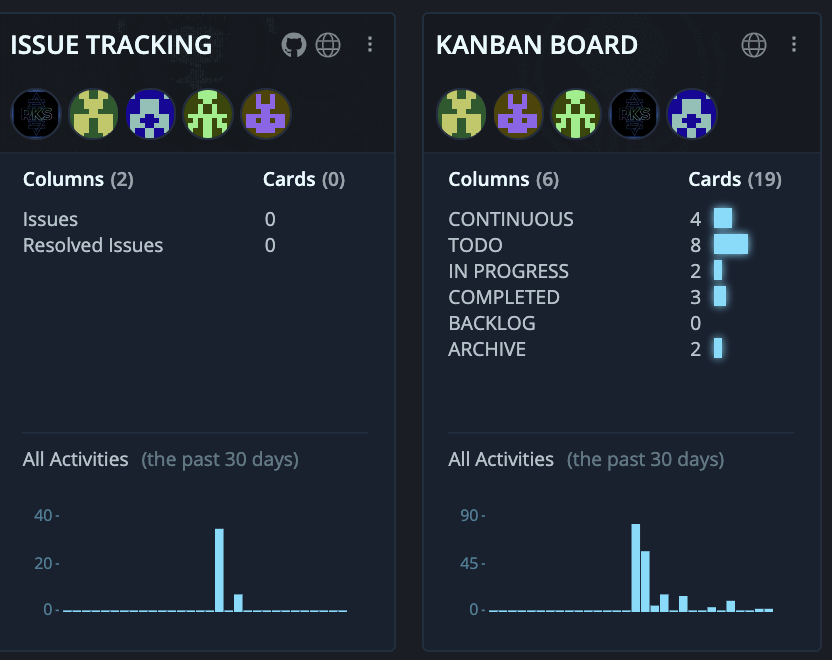 ISSUE TRACKING
RKS
Columns (2) Cards (0)
Issues 0
Resolved Issues 0
All Activities (the past 30 days)
40
20
0
KANBAN BOARD
RKS
Columns (6) Cards (19)
CONTINUOUS 4
TODO 8
IN PROGRESS 2
COMPLETED 3
BACKLOG 0
ARCHIVE 2
All Activities (the past 30 days)
90
45
0